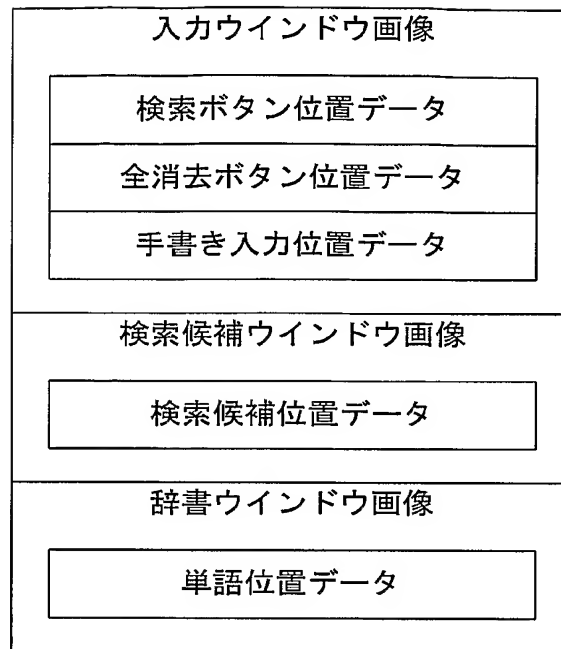 入力ウインドウ画像
検索ボタン位置データ
全消去ボタン位置データ
手書き入力位置データ
検索候補ウインドウ画像
検索候補位置データ
辞書ウインドウ画像
単語位置データ